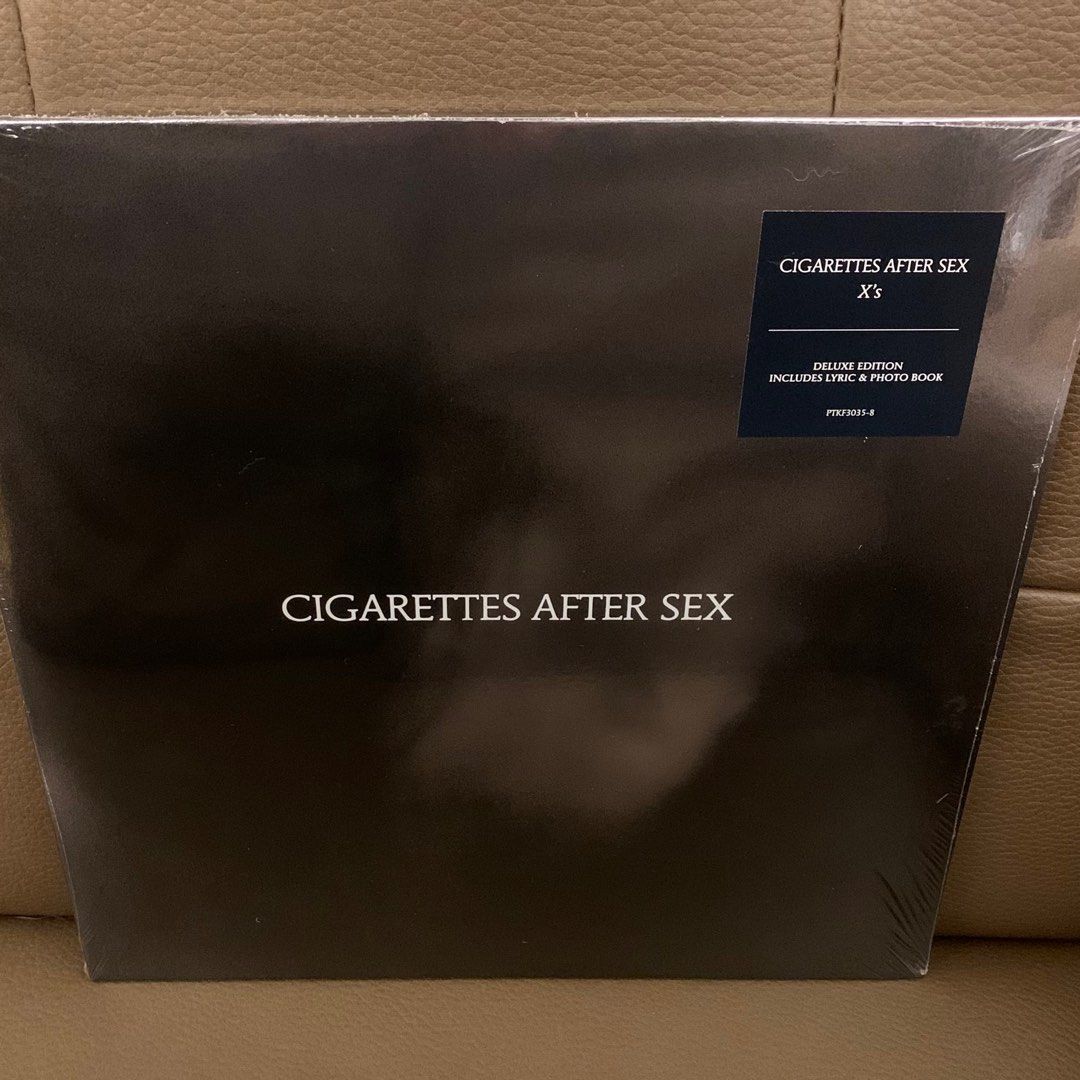 CIGARETTES AFTER SEX
X's
DELUXE EDITION
INCLUDES LYRIC & PHOTO BOOK
PTKF3035-8
CIGARETTES AFTER SEX